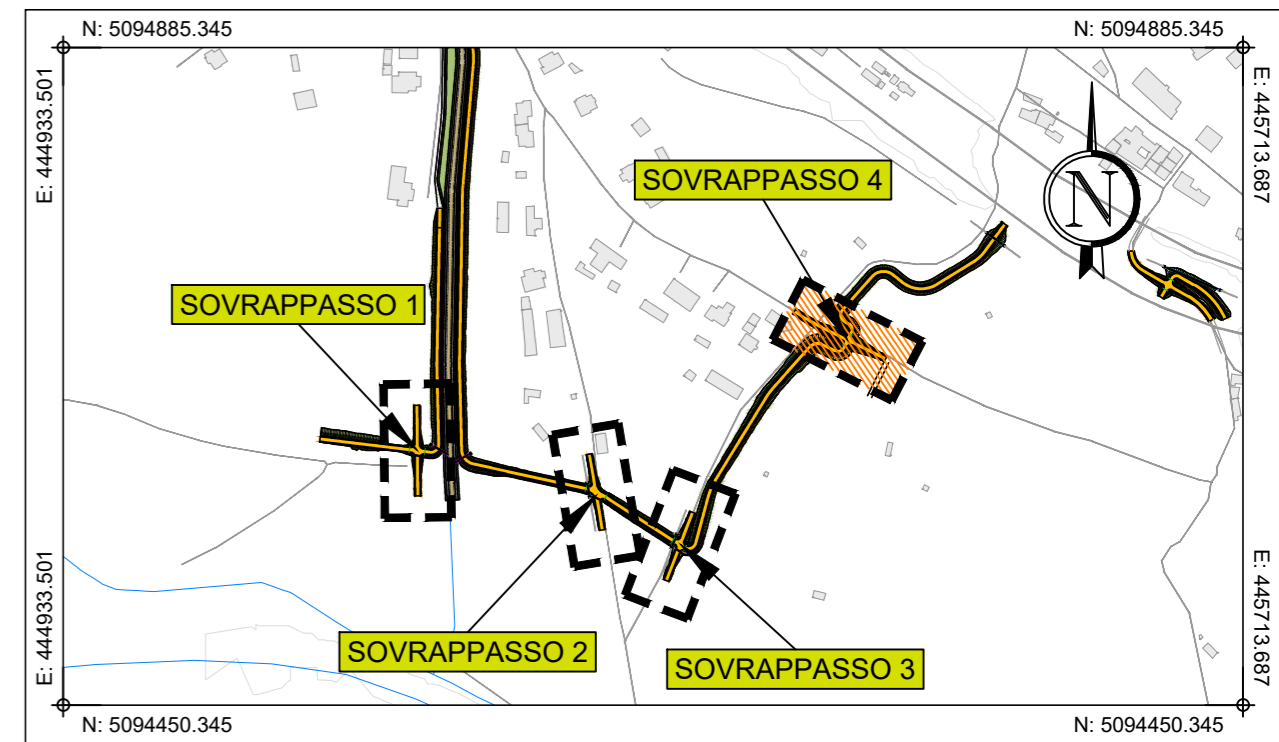 N: 5094885.345
N: 5094885.345
E: 444933.501
E: 445713.687
SOVRAPPASSO 4
N
SOVRAPPASSO 1
SOVRAPPASSO 2
SOVRAPPASSO 3
E: 444933.501
E: 445713.687
N: 5094450.345
N: 5094450.345